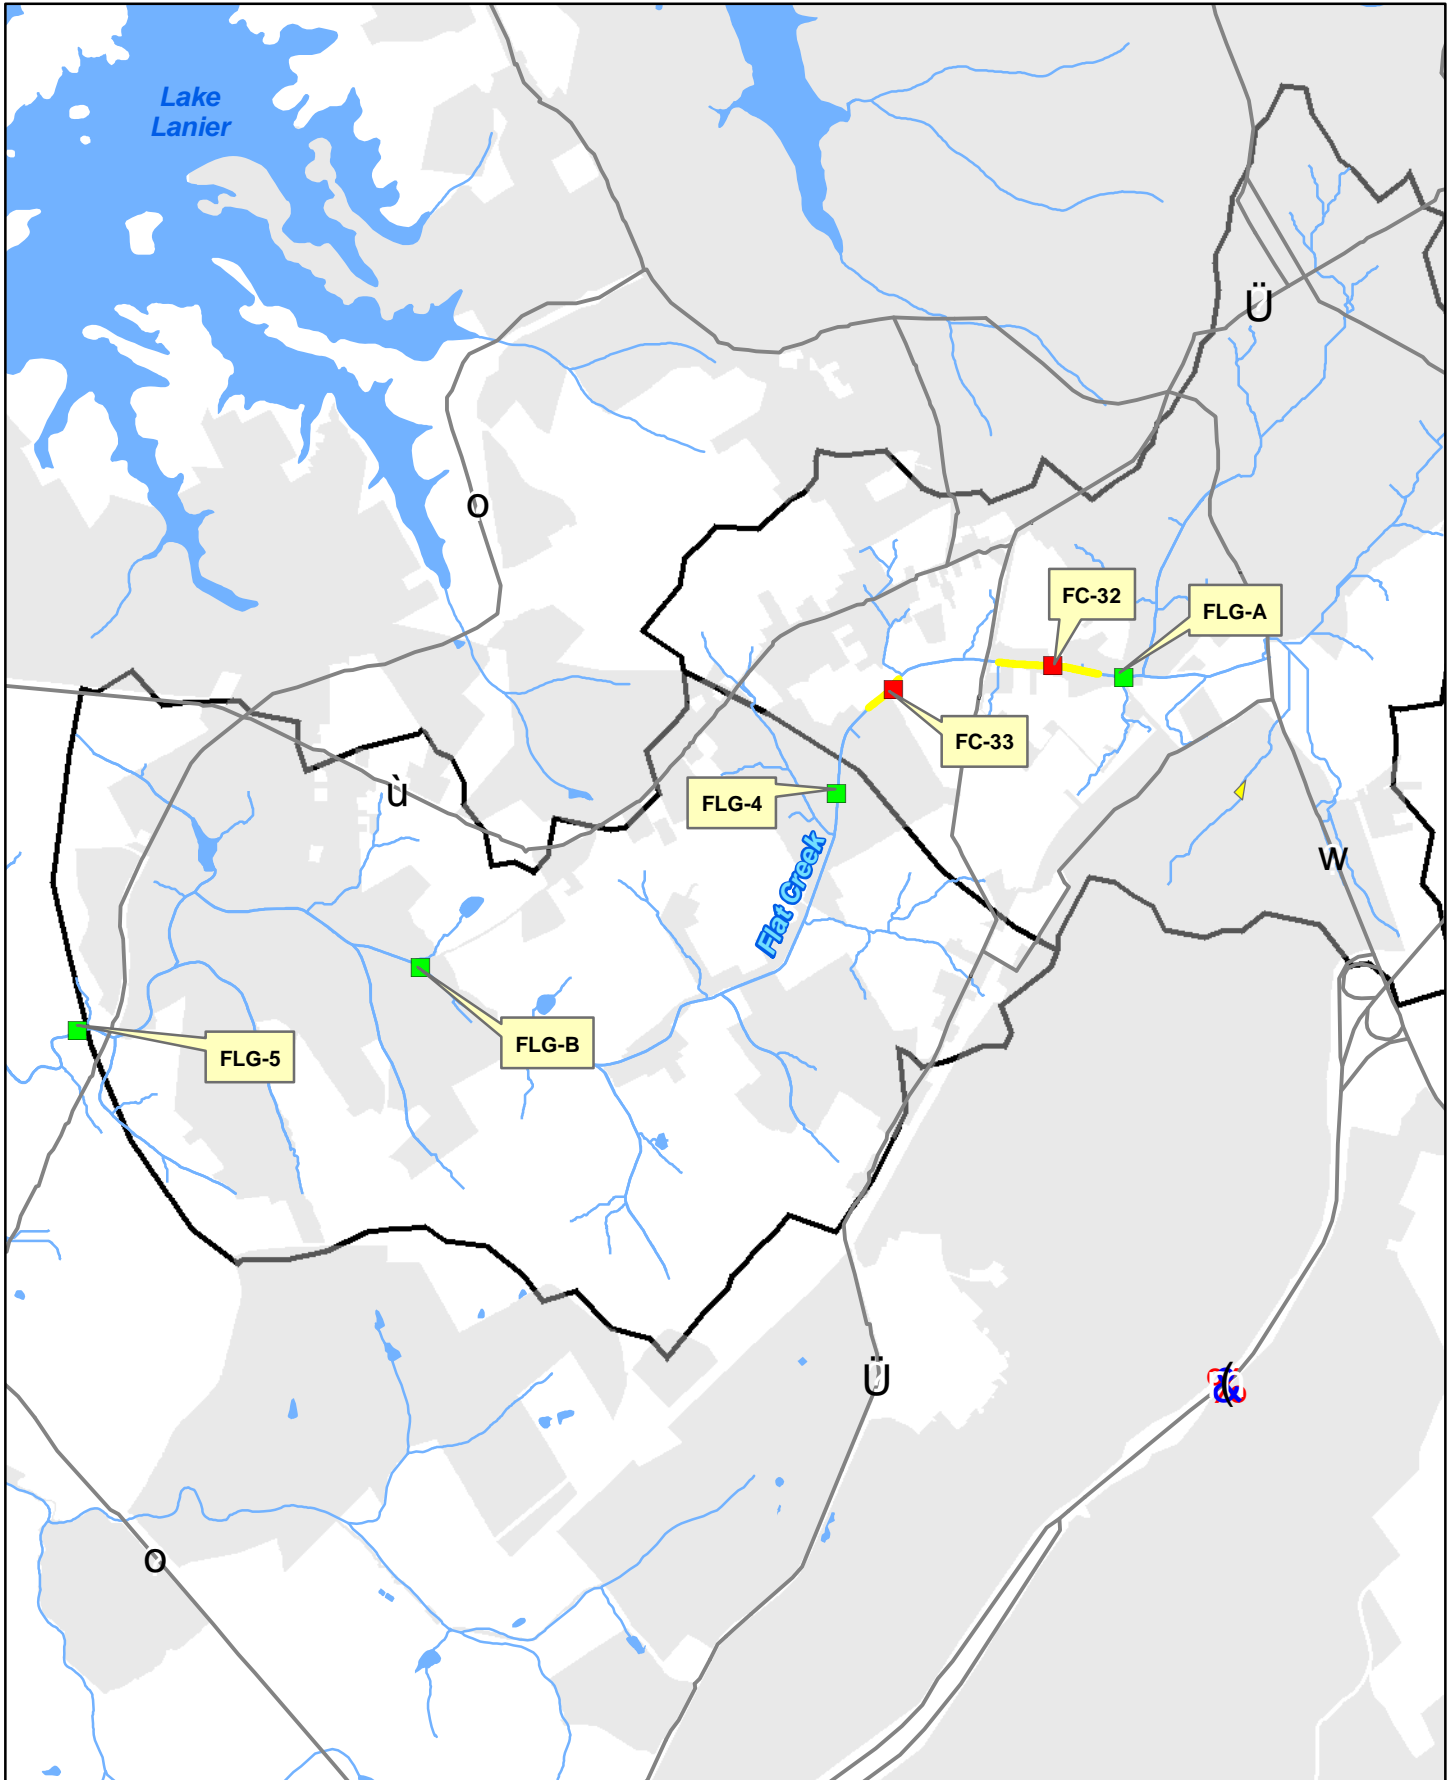 Lake
Lanier
Ü
o
FC-32
FLG-A
FC-33
ù
FLG-4
w
Flat Creek
FLG-B
FLG-5
Ü
o